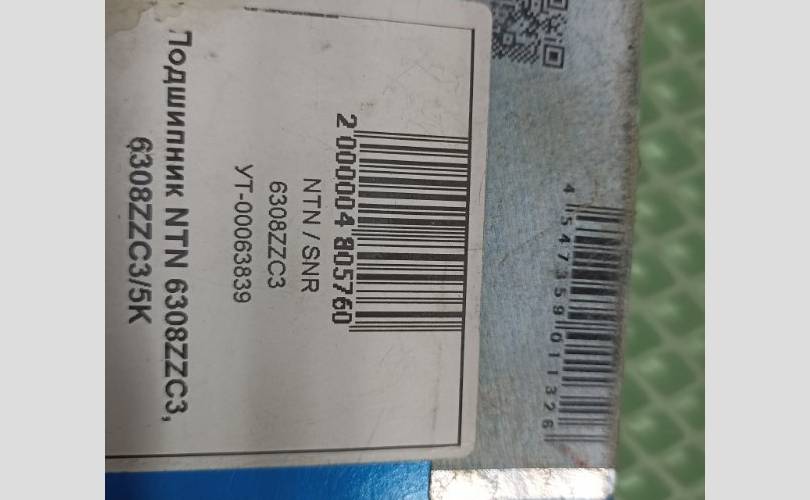 4 547359 011326
2 000004 805760
NTN / SNR
6308ZZC3
УТ-00063839
Подшипник NTN 6308ZZC3,
6308ZZC3/5K